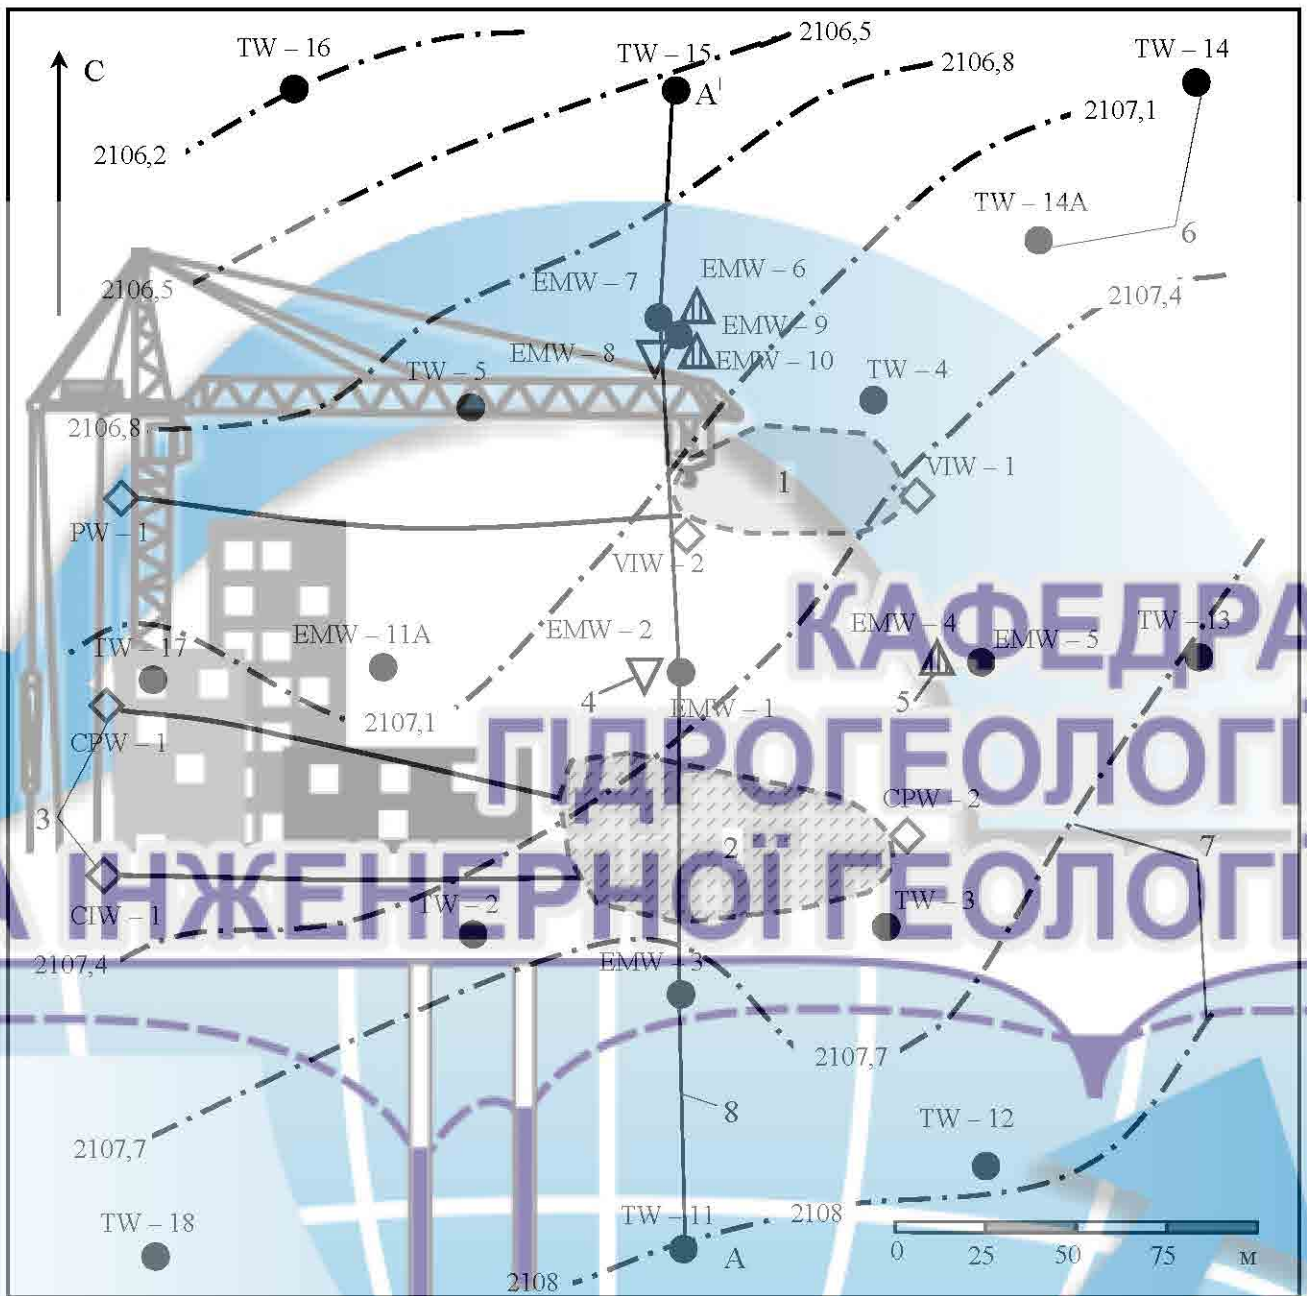 TW – 16
TW – 15
2106,5
TW – 14
С
A|
2106,8
2106,2
2107,1
TW – 14A
6
2106,5
EMW – 7
EMW – 6
2107,4
EMW – 9
EMW – 8
EMW – 10
TW – 5
TW – 4
2106,8
1
VIW – 1
PW – 1
VIW – 2
КАФЕДРА
TW – 17
EMW – 11A
EMW – 2
EMW – 4
EMW – 5
TW – 13
4
EMW – 1
5
2107,1
ГІДРОГЕОЛОГІ
CPW – 1
CPW – 2
3
2
7
А ІНЖЕНЕРНОЇ ГЕОЛОГІ
CIW – 1
TW – 2
TW – 3
2107,4
EMW – 3
2107,7
8
TW – 12
2107,7
TW – 18
TW – 11
2108
A
0 25 50 75 м
2108